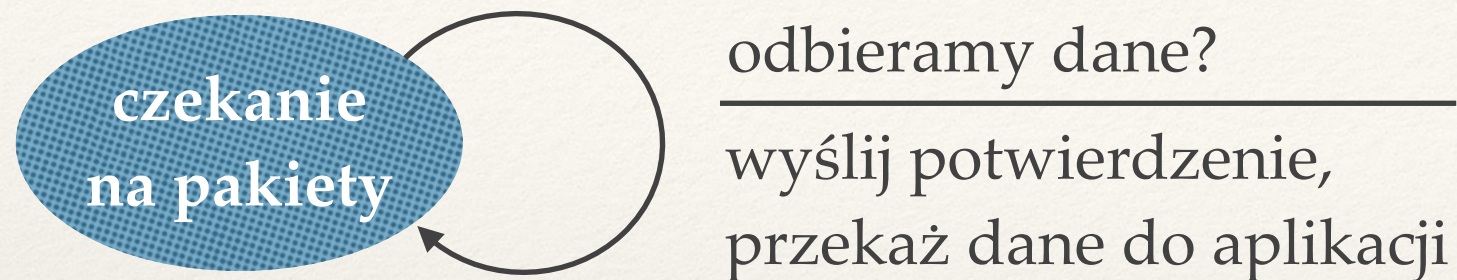 czekanie
na pakiety
odbieramy dane?
wyślij potwierdzenie,
przekaż dane do aplikacji